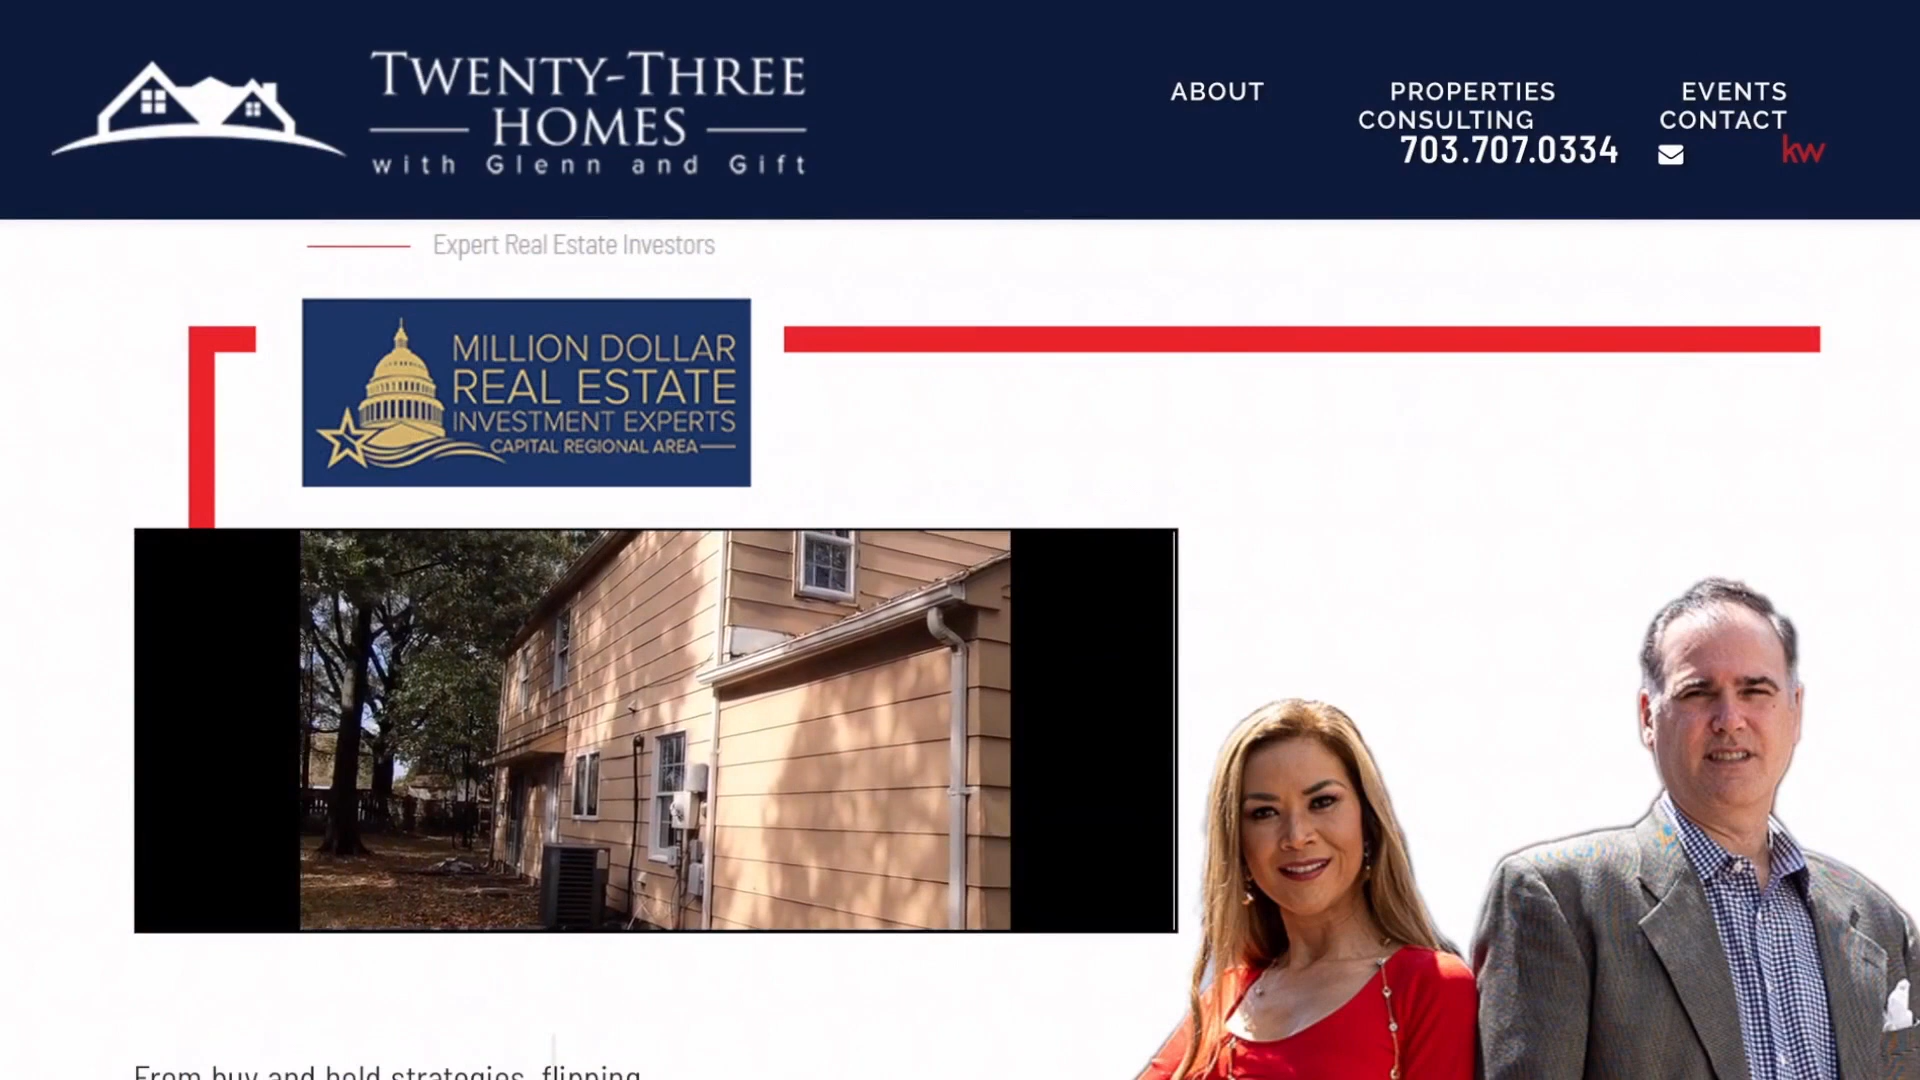 TWENTY-THREE
HOMES
with Glenn and Gift
ABOUT PROPERTIES EVENTS
CONSULTING CONTACT
703.707.0334 kw
Expert Real Estate Investors
MILLION DOLLAR
REAL ESTATE
INVESTMENT EXPERTS
CAPITAL REGIONAL AREA
From buy and hold strategies, flipping